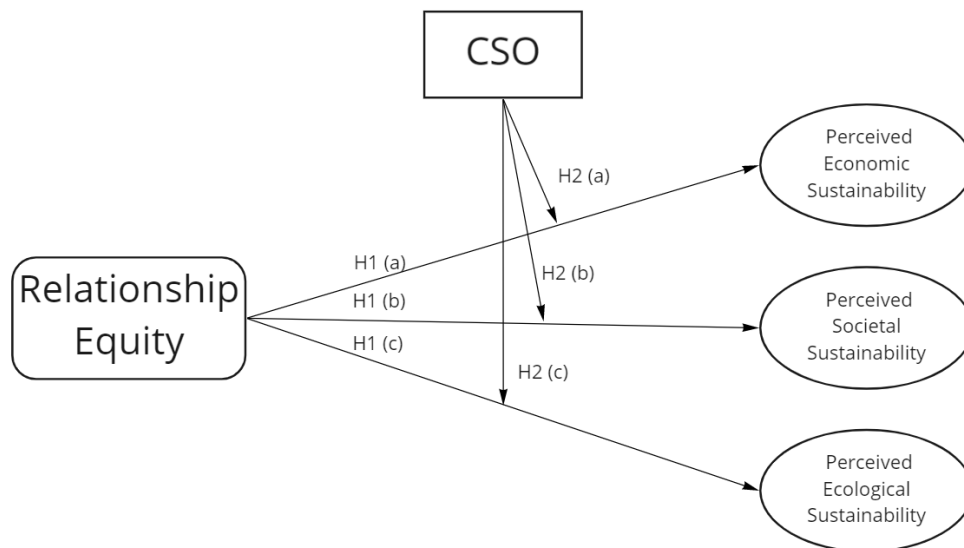 CSO
Perceived
Economic
Sustainability
H2 (a)
H1 (a)
H2 (b)
Relationship
Equity
H1 (b)
Perceived
Societal
Sustainability
H1 (c)
H2 (c)
Perceived
Ecological
Sustainability